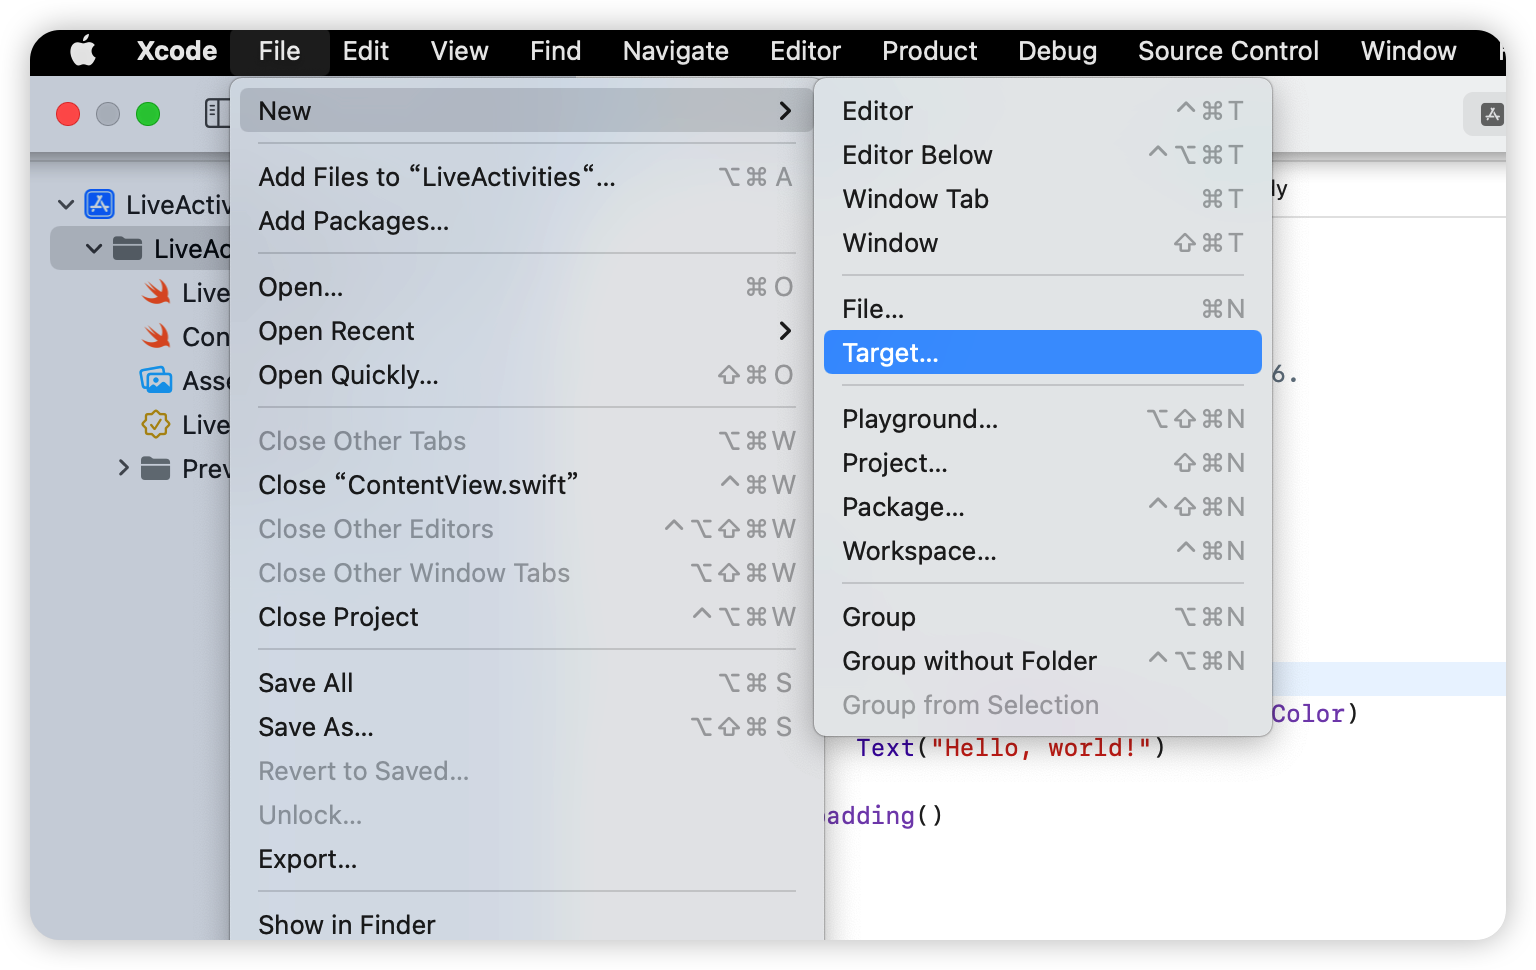 Xcode File Edit View Find Navigate Editor Product Debug Source Control Window
New
Add Files to “LiveActivities“... ⌥⌘ A
Add Packages...
Open... ⌘ O
Open Recent
Open Quickly... ⇧⌘ O
Close Other Tabs ⌥⌘W
Close “ContentView.swift” ^⌘W
Close Other Editors ^⌥⇧⌘W
Close Other Window Tabs ⌥⇧⌘W
Close Project ^⌥⌘W
Save All ⌥⌘ S
Save As... ⌥⇧⌘ S
Revert to Saved...
Unlock...
Export...
Show in Finder
Editor ^⌘T
Editor Below ^⌥⌘T
Window Tab ⌘T
Window ⇧⌘T
File... ⌘N
Target...
Playground... ⌥⇧⌘N
Project... ⇧⌘N
Package... ^⇧⌘N
Workspace... ^⌘N
Group ⌥⌘N
Group without Folder ^⌥⌘N
Group from Selection
LiveActiv
LiveAc
Live
Con
Asse
Live
Prev
ly
6.
Color)
Text("Hello, world!")
adding()